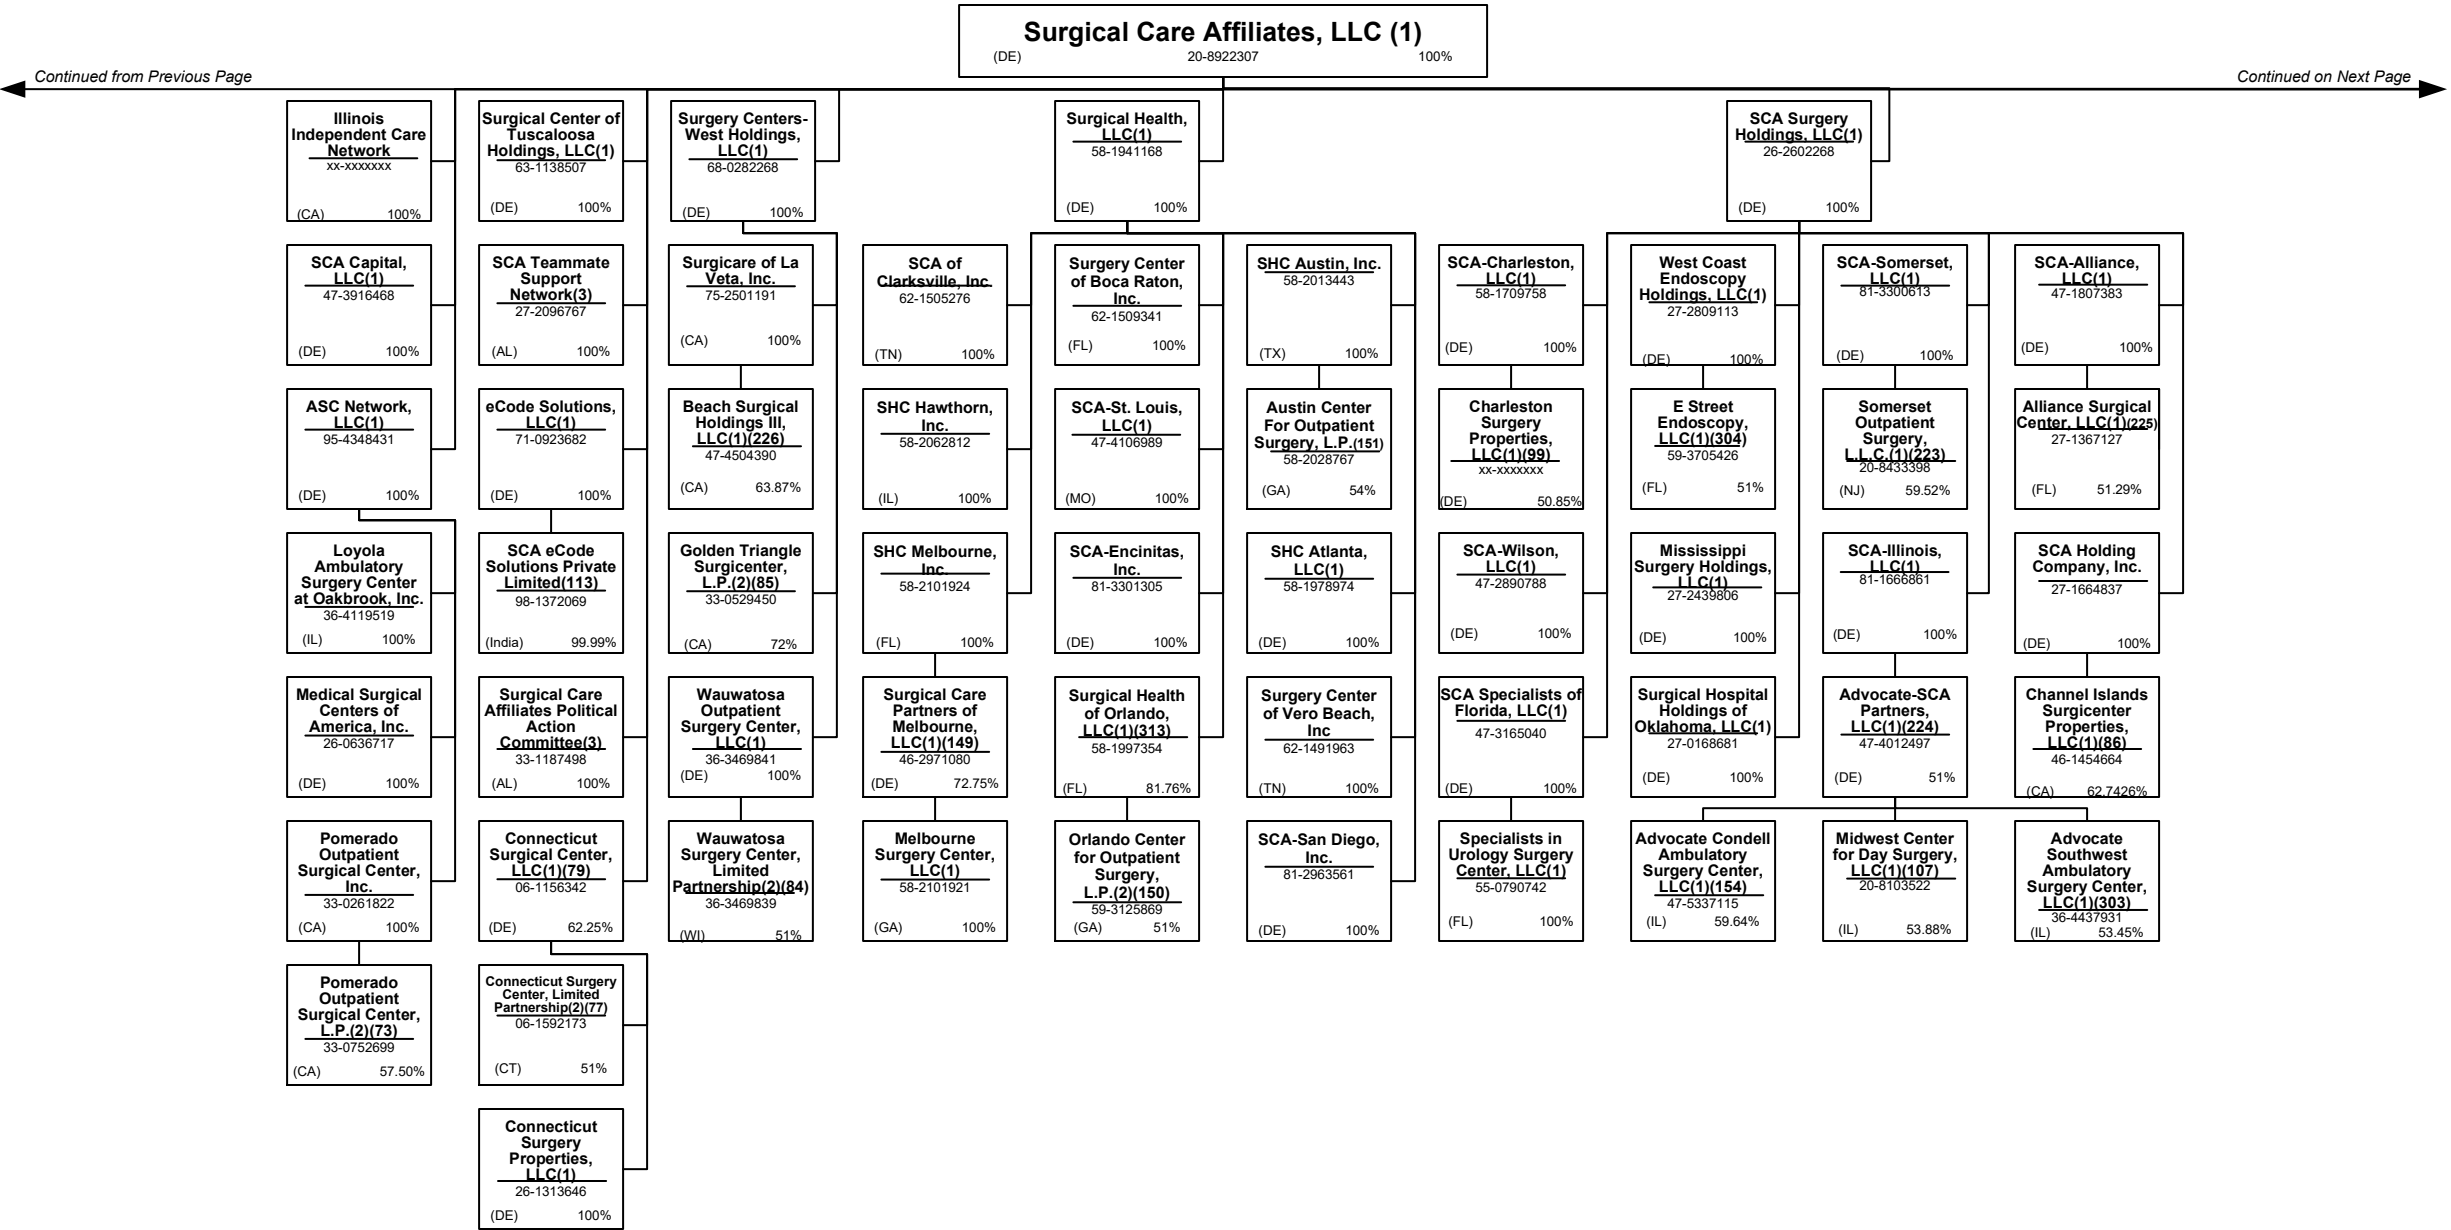 Surgical Care Affiliates, LLC (1)
(DE) 20-8922307 100%
Continued from Previous Page
Continued on Next Page
Illinois
Independent Care
Network
xx-xxxxxxx
(CA) 100%
Surgical Center of
Tuscaloosa
Holdings, LLC(1)
63-1138507
(DE) 100%
Surgery Centers-
West Holdings,
LLC(1)
68-0282268
(DE) 100%
Surgical Health,
LLC(1)
58-1941168
(DE) 100%
SCA Surgery
Holdings, LLC(1)
26-2602268
(DE) 100%
SCA Capital,
LLC(1)
47-3916468
(DE) 100%
SCA Teammate
Support
Network(3)
27-2096767
(AL) 100%
Surgicare of La
Veta, Inc.
75-2501191
(CA) 100%
SCA of
Clarksville, Inc.
62-1505276
(TN) 100%
Surgery Center
of Boca Raton,
Inc.
62-1509341
(FL) 100%
SHC Austin, Inc.
58-2013443
(TX) 100%
SCA-Charleston,
LLC(1)
58-1709758
(DE) 100%
West Coast
Endoscopy
Holdings, LLC(1)
27-2809113
(DE) 100%
SCA-Somerset,
LLC(1)
81-3300613
(DE) 100%
SCA-Alliance,
LLC(1)
47-1807383
(DE) 100%
ASC Network,
LLC(1)
95-4348431
(DE) 100%
eCode Solutions,
LLC(1)
71-0923682
(DE) 100%
Beach Surgical
Holdings III,
LLC(1)(226)
47-4504390
(CA) 63.87%
SHC Hawthorn,
Inc.
58-2062812
(IL) 100%
SCA-St. Louis,
LLC(1)
47-4106989
(MO) 100%
Austin Center
For Outpatient
Surgery, L.P.(151)
58-2028767
(GA) 54%
Charleston
Surgery
Properties,
LLC(1)(99)
xx-xxxxxxx
(DE) 50.85%
E Street
Endoscopy,
LLC(1)(304)
59-3705426
(FL) 51%
Somerset
Outpatient
Surgery,
L.L.C.(1)(223)
20-8433398
(NJ) 59.52%
Alliance Surgical
Center, LLC(1)(225)
27-1367127
(FL) 51.29%
Loyola
Ambulatory
Surgery Center
at Oakbrook, Inc.
36-4119519
(IL) 100%
SCA eCode
Solutions Private
Limited(113)
98-1372069
(India) 99.99%
Golden Triangle
Surgicenter,
L.P.(2)(85)
33-0529450
(CA) 72%
SHC Melbourne,
Inc.
58-2101924
(FL) 100%
SCA-Encinitas,
Inc.
81-3301305
(DE) 100%
SHC Atlanta,
LLC(1)
58-1978974
(DE) 100%
SCA-Wilson,
LLC(1)
47-2890788
(DE) 100%
Mississippi
Surgery Holdings,
LLC(1)
27-2439806
(DE) 100%
SCA-Illinois,
LLC(1)
81-1666861
(DE) 100%
SCA Holding
Company, Inc.
27-1664837
(DE) 100%
Medical Surgical
Centers of
America, Inc.
26-0636717
(DE) 100%
Surgical Care
Affiliates Political
Action
Committee(3)
33-1187498
(AL) 100%
Wauwatosa
Outpatient
Surgery Center,
LLC(1)
36-3469841
(DE) 100%
Surgical Care
Partners of
Melbourne,
LLC(1)(149)
46-2971080
(DE) 72.75%
Surgical Health
of Orlando,
LLC(1)(313)
58-1997354
(FL) 81.76%
Surgery Center
of Vero Beach,
Inc
62-1491963
(TN) 100%
SCA Specialists of
Florida, LLC(1)
47-3165040
(DE) 100%
Surgical Hospital
Holdings of
Oklahoma, LLC(1)
27-0168681
(DE) 100%
Advocate-SCA
Partners,
LLC(1)(224)
47-4012497
(DE) 51%
Channel Islands
Surgicenter
Properties,
LLC(1)(86)
46-1454664
(CA) 62.7426%
Pomerado
Outpatient
Surgical Center,
Inc.
33-0261822
(CA) 100%
Connecticut
Surgical Center,
LLC(1)(79)
06-1156342
(DE) 62.25%
Wauwatosa
Surgery Center,
Limited
Partnership(2)(84)
36-3469839
(WI) 51%
Melbourne
Surgery Center,
LLC(1)
58-2101921
(GA) 100%
Orlando Center
for Outpatient
Surgery,
L.P.(2)(150)
59-3125869
(GA) 51%
SCA-San Diego,
Inc.
81-2963561
(DE) 100%
Specialists in
Urology Surgery
Center, LLC(1)
55-0790742
(FL) 100%
Advocate Condell
Ambulatory
Surgery Center,
LLC(1)(154)
47-5337115
(IL) 59.64%
Midwest Center
for Day Surgery,
LLC(1)(107)
20-8103522
(IL) 53.88%
Advocate
Southwest
Ambulatory
Surgery Center,
LLC(1)(303)
36-4437931
(IL) 53.45%
Pomerado
Outpatient
Surgical Center,
L.P.(2)(73)
33-0752699
(CA) 57.50%
Connecticut Surgery
Center, Limited
Partnership(2)(77)
06-1592173
(CT) 51%
Connecticut
Surgery
Properties,
LLC(1)
26-1313646
(DE) 100%